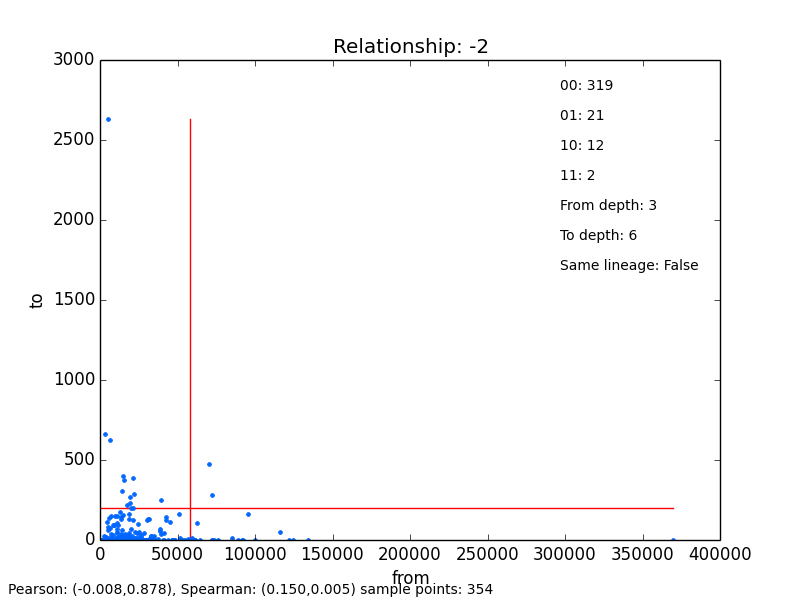 Relationship: -2
3000
2500
2000
1500
1000
500
0
to
00: 319
01: 21
10: 12
11: 2
From depth: 3
To depth: 6
Same lineage: False
0 50000 100000 150000 200000 250000 300000 350000 400000
from
Pearson: (-0.008,0.878), Spearman: (0.150,0.005) sample points: 354